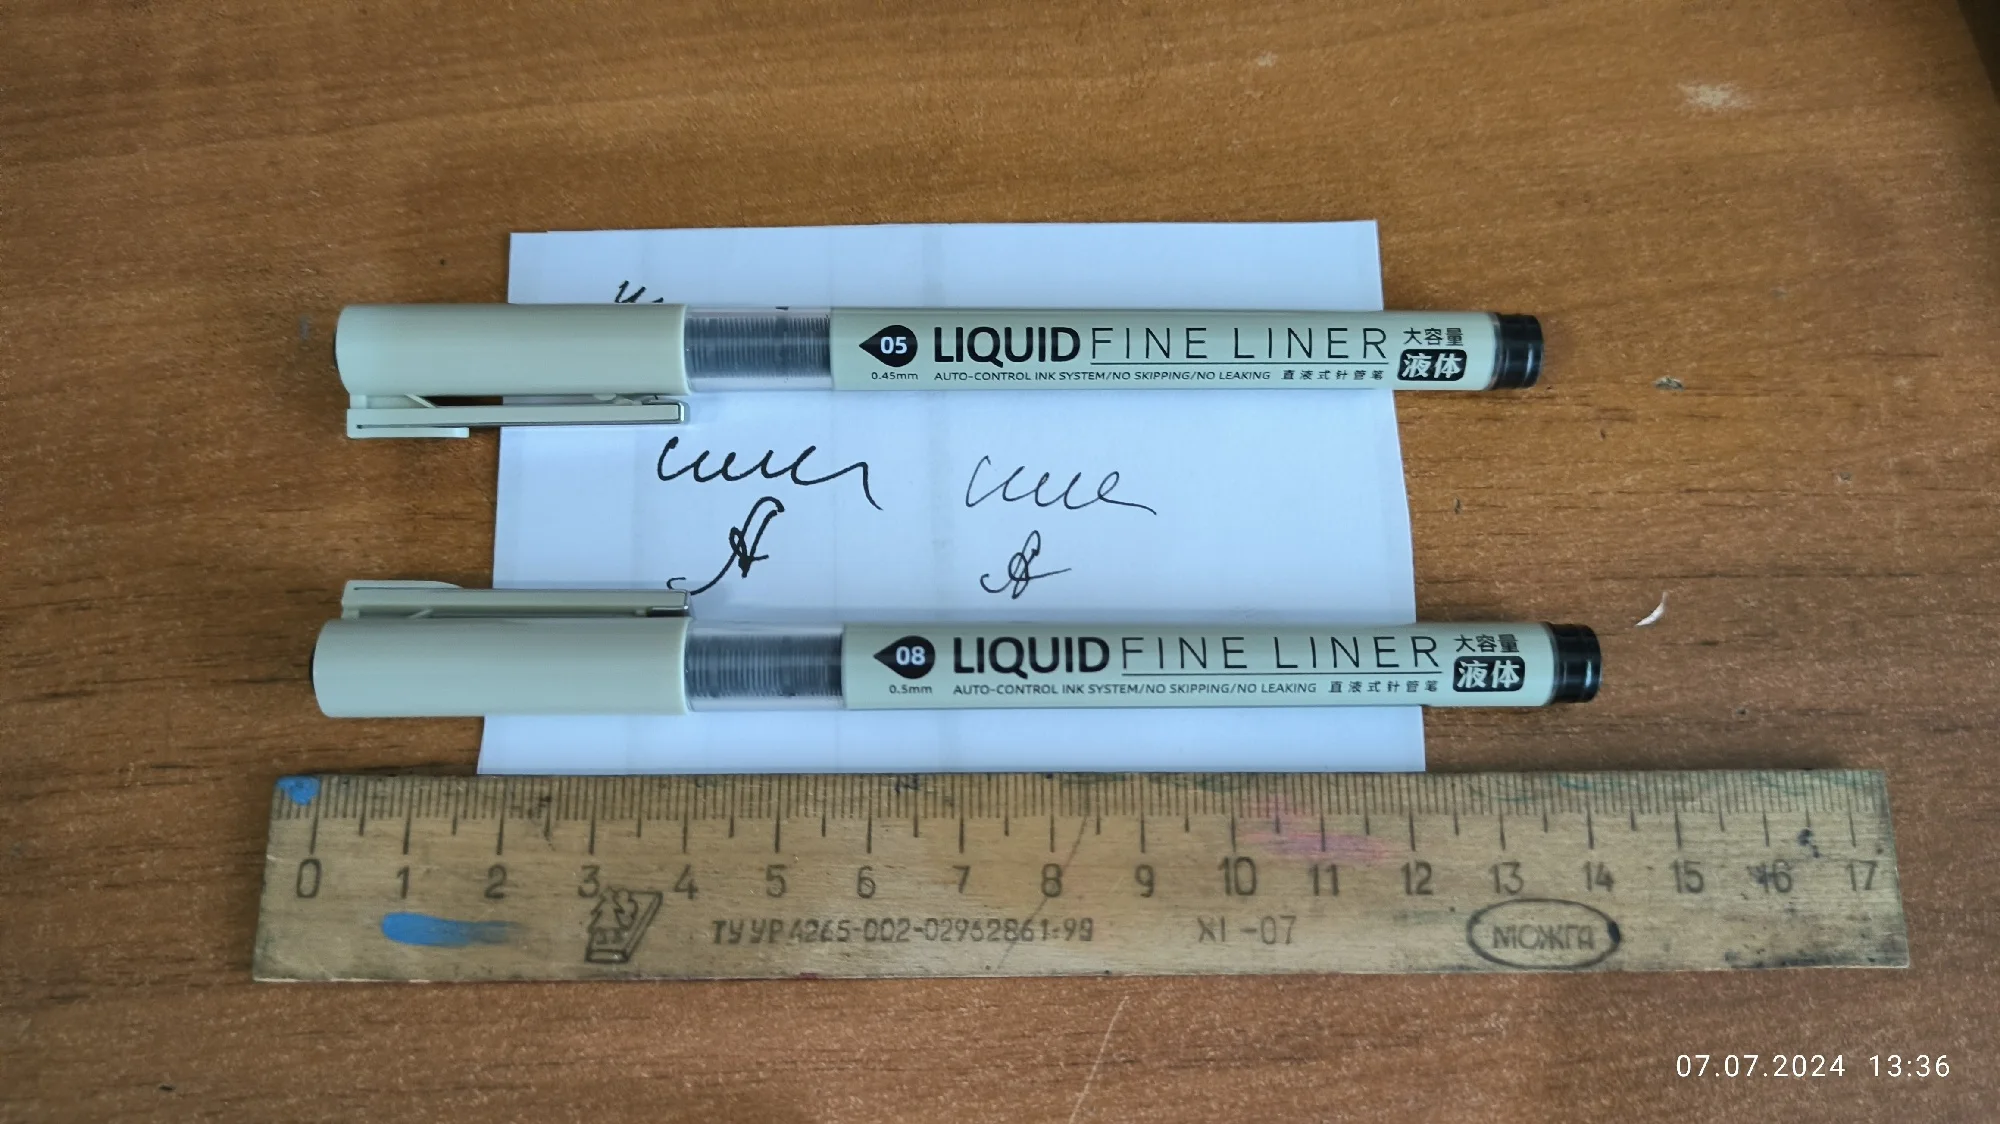 05 LIQUID FINE LINER 大容量
0.45mm AUTO-CONTROL INK SYSTEM/NO SKIPPING/NO LEAKING 直液式针管笔 液体
08 LIQUID FINE LINER 大容量
0.5mm AUTO-CONTROL INK SYSTEM/NO SKIPPING/NO LEAKING 直液式针管笔 液体
0 1 2 3 4 5 6 7 8 9 10 11 12 13 14 15 16 17
ТУ УР 4265-002-02952861-99 XI-07 МОЖГА
07.07.2024 13:36